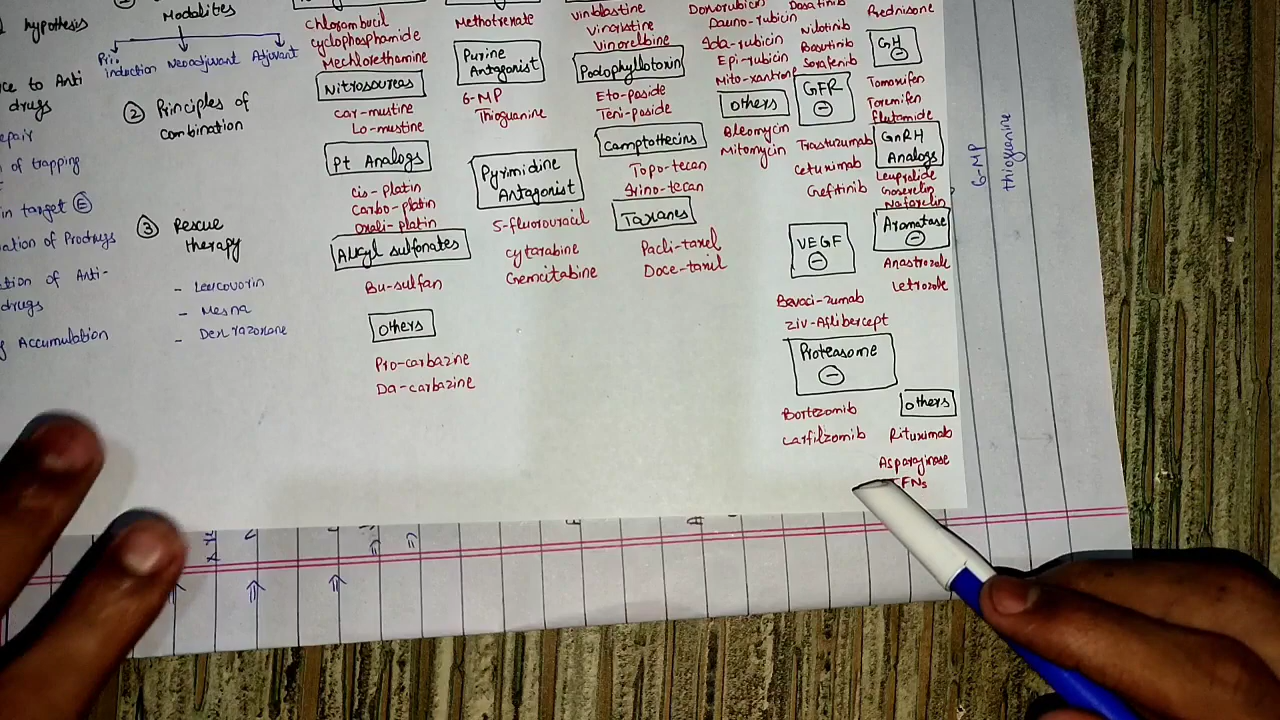 hypothesis
Modalites
induction Neoadjuvant Adjuvant
ce to Anti
drugs
epair
n of trapping
in target E
ation of Prodrugs
tion of Anti-
drugs
g Accumulation
② Principles of
combination
③ Rescue
therapy
- Leucovorin
- Mesna
- Dexrazoxane
Chlorambucil
cyclophosphamide
Mechlorethamine
Nitrosoureas
car-mustine
Lo-mustine
Pt Analogs
cis-platin
Carbo-platin
Oxali-platin
Alkyl sulfonates
Bu-sulfan
others
Pro-carbazine
Da-carbazine
Methotrexate
Purine
Antagonist
6-MP
Thioguanine
Pyrimidine
Antagonist
5-flurouracil
cytarabine
Gemcitabine
vinblastine
Vincristine
Vinorelbine
Podophyllotoxin
Eto-poside
Teni-poside
Camptothecins
Topo-tecan
Irino-tecan
Taxanes
Pacli-taxel
Doce-taxil
Doxorubicin
Dauno-rubicin
Ida-rubicin
Epi-rubicin
Mito-xantrone
others
Bleomycin
Mitomycin
Dasatinib
Nilotinib
Bosutinib
Sorafenib
GFR
-
Trastuzumab
Cetuximab
Gefitinib
VEGF
-
Bevaci-zumab
ziv-Aflibercept
Proteasome
-
Bortezomib
Carfilzomib
Prednisone
GH
-
Tamoxifen
Toremifen
flutamide
GnRH
Analogs
Leuprolide
Goserelin
Nafarelin
Aromatase
-
Anastrozole
Letrozole
others
Rituximab
Asparaginase
IFNs
6-MP
thioguanine